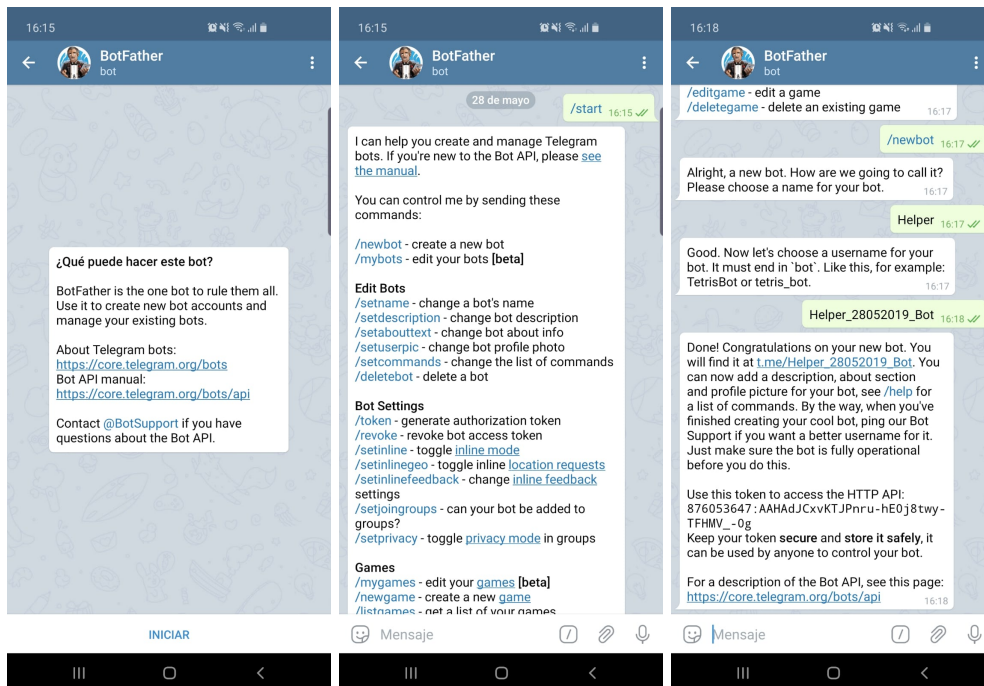 16:15
BotFather
bot
¿Qué puede hacer este bot?
BotFather is the one bot to rule them all.
Use it to create new bot accounts and
manage your existing bots.
About Telegram bots:
https://core.telegram.org/bots
Bot API manual:
https://core.telegram.org/bots/api
Contact @BotSupport if you have
questions about the Bot API.
INICIAR
16:15
BotFather
bot
28 de mayo
/start 16:15
I can help you create and manage Telegram
bots. If you're new to the Bot API, please see
the manual.
You can control me by sending these
commands:
/newbot - create a new bot
/mybots - edit your bots [beta]
Edit Bots
/setname - change a bot's name
/setdescription - change bot description
/setabouttext - change bot about info
/setuserpic - change bot profile photo
/setcommands - change the list of commands
/deletebot - delete a bot
Bot Settings
/token - generate authorization token
/revoke - revoke bot access token
/setinline - toggle inline mode
/setinlinegeo - toggle inline location requests
/setinlinefeedback - change inline feedback
settings
/setjoingroups - can your bot be added to
groups?
/setprivacy - toggle privacy mode in groups
Games
/mygames - edit your games [beta]
/newgame - create a new game
/listgames - get a list of your games
Mensaje
16:18
BotFather
bot
/editgame - edit a game
/deletegame - delete an existing game
16:17
/newbot 16:17
Alright, a new bot. How are we going to call it?
Please choose a name for your bot.
16:17
Helper 16:17
Good. Now let's choose a username for your
bot. It must end in `bot`. Like this, for example:
TetrisBot or tetris_bot.
16:17
Helper_28052019_Bot 16:18
Done! Congratulations on your new bot. You
will find it at t.me/Helper_28052019_Bot. You
can now add a description, about section
and profile picture for your bot, see /help for
a list of commands. By the way, when you've
finished creating your cool bot, ping our Bot
Support if you want a better username for it.
Just make sure the bot is fully operational
before you do this.
Use this token to access the HTTP API:
876053647:AAHAdJCxvKTJPnru-hE0j8twy-
TFHMV_-0g
Keep your token secure and store it safely, it
can be used by anyone to control your bot.
For a description of the Bot API, see this page:
https://core.telegram.org/bots/api
16:18
Mensaje